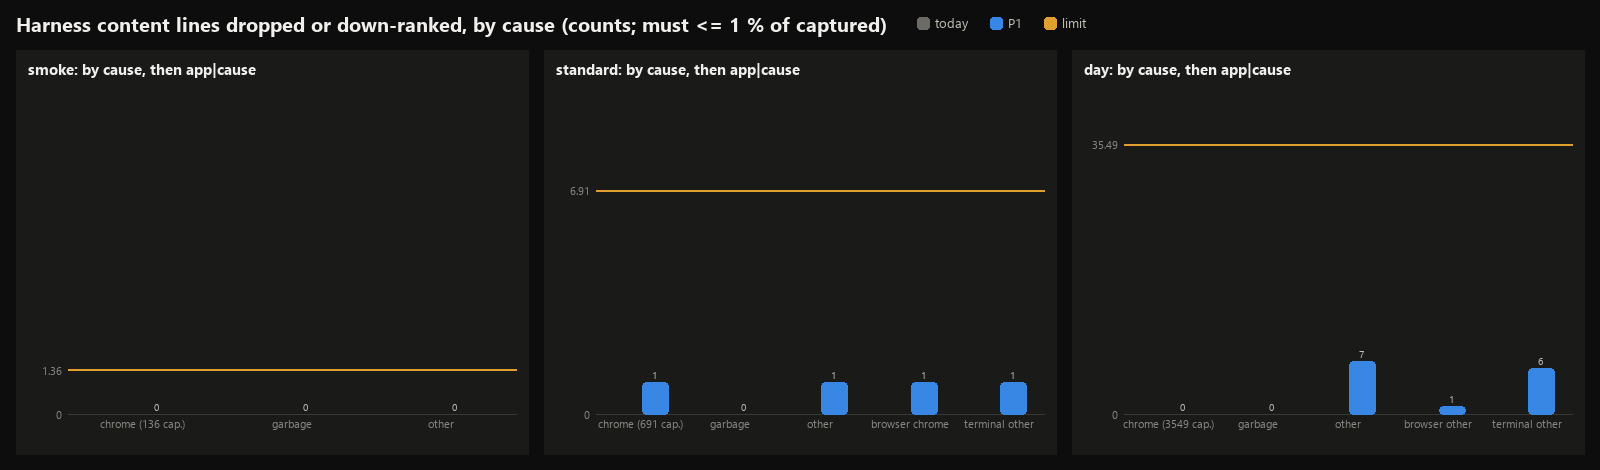 Harness content lines dropped or down-ranked, by cause (counts; must <= 1 % of captured)
today
P1
limit
smoke: by cause, then app|cause
1.36
0
0
0
0
chrome (136 cap.)
garbage
other
standard: by cause, then app|cause
6.91
1
0
1
1
1
0
chrome (691 cap.)
garbage
other
browser chrome
terminal other
day: by cause, then app|cause
35.49
0
0
7
1
6
0
chrome (3549 cap.)
garbage
other
browser other
terminal other